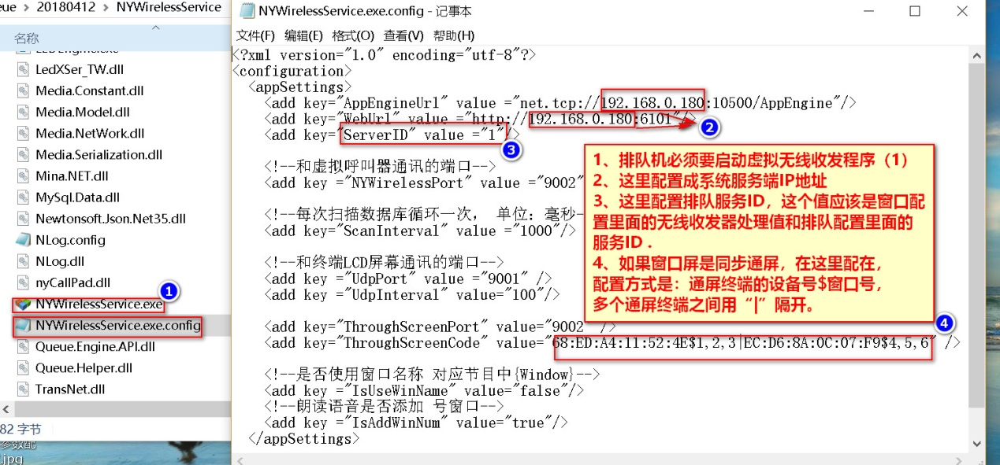 ue › 20180412 › NYWirelessService
名称
LedXSer_TW.dll
Media.Constant.dll
Media.Model.dll
Media.NetWork.dll
Media.Serialization.dll
Mina.NET.dll
MySql.Data.dll
Newtonsoft.Json.Net35.dll
NLog.config
NLog.dll
nyCallPad.dll
1
NYWirelessService.exe
NYWirelessService.exe.config
Queue.Engine.API.dll
Queue.Helper.dll
TransNet.dll
82 字节
参数配
.jpg
NYWirelessService.exe.config - 记事本
文件(F) 编辑(E) 格式(O) 查看(V) 帮助(H)
<?xml version="1.0" encoding="utf-8"?>
<configuration>
<appSettings>
<add key="AppEngineUrl" value ="net.tcp://192.168.0.180:10500/AppEngine"/>
<add key="WebUrl" value ="http://192.168.0.180:6101"/>
2
<add key="ServerID" value ="1"/>
3
<!--和虚拟呼叫器通讯的端口-->
<add key ="NYWirelessPort" value ="9002"
<!--每次扫描数据库循环一次， 单位：毫秒-
<add key="ScanInterval" value ="1000"/>
<!--和终端LCD屏幕通讯的端口-->
<add key ="UdpPort" value ="9001" />
<add key ="UdpInterval" value="100"/>
<add key ="ThroughScreenPort" value="9002" />
<add key ="ThroughScreenCode" value="68:ED:A4:11:52:4E$1,2,3|EC:D6:8A:0C:07:F9$4,5,6" />
<!--是否使用窗口名称 对应节目中{Window}-->
<add key ="IsUseWinName" value="false"/>
<!--朗读语音是否添加 号窗口-->
<add key ="IsAddWinNum" value="true"/>
</appSettings>
1、排队机必须要启动虚拟无线收发程序（1）
2、这里配置成系统服务端IP地址
3、这里配置排队服务ID，这个值应该是窗口配
置里面的无线收发器处理值和排队配置里面的
服务ID．
4、如果窗口屏是同步通屏，在这里配在，
配置方式是：通屏终端的设备号$窗口号，
多个通屏终端之间用“|”隔开。
4